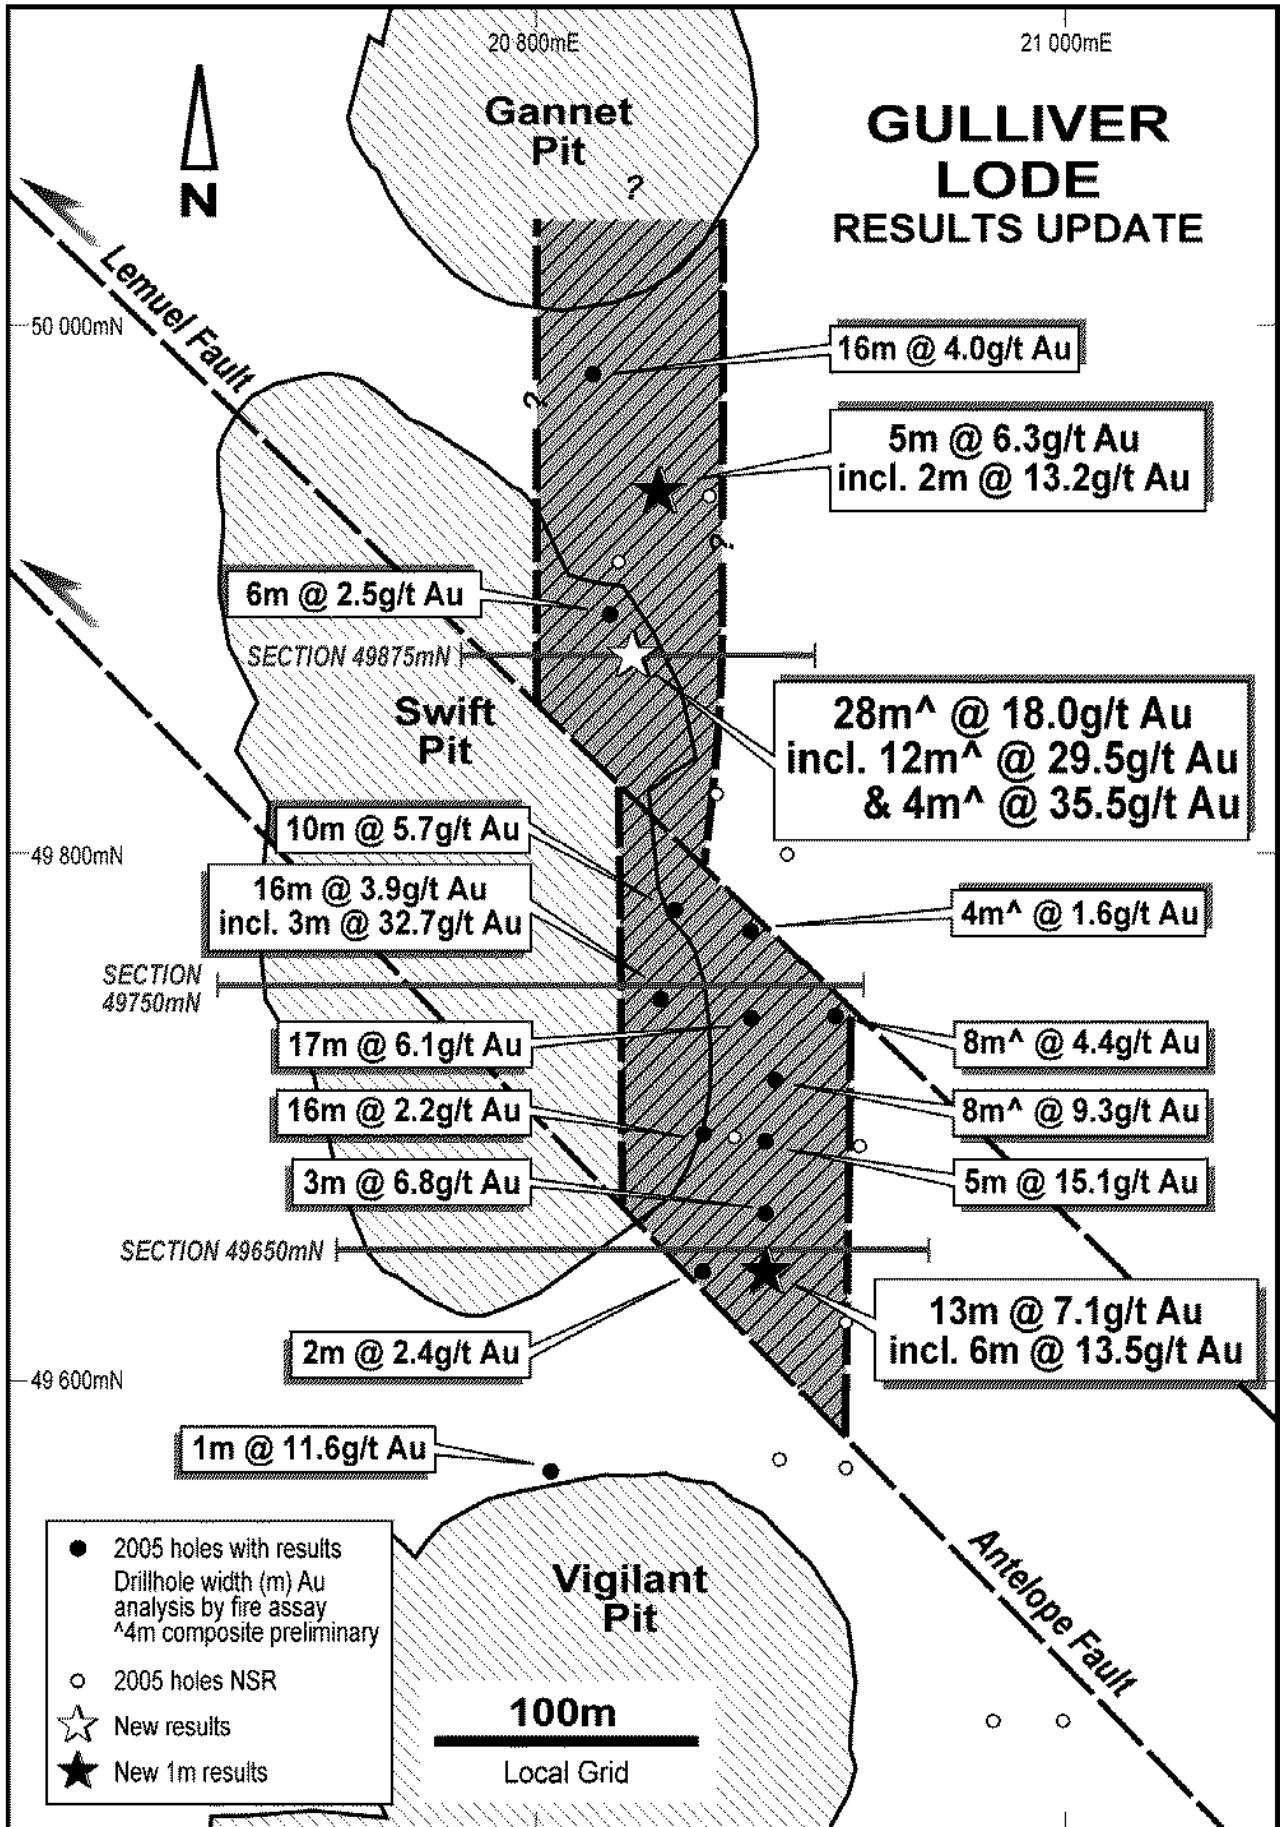 20 800mE
21 000mE
GULLIVER
LODE
RESULTS UPDATE
Gannet
Pit
?
N
Lemuel Fault
50 000mN
16m @ 4.0g/t Au
?
5m @ 6.3g/t Au
incl. 2m @ 13.2g/t Au
?
6m @ 2.5g/t Au
SECTION 49875mN
Swift
Pit
28m^ @ 18.0g/t Au
incl. 12m^ @ 29.5g/t Au
& 4m^ @ 35.5g/t Au
10m @ 5.7g/t Au
49 800mN
16m @ 3.9g/t Au
incl. 3m @ 32.7g/t Au
4m^ @ 1.6g/t Au
SECTION
49750mN
17m @ 6.1g/t Au
8m^ @ 4.4g/t Au
16m @ 2.2g/t Au
8m^ @ 9.3g/t Au
3m @ 6.8g/t Au
5m @ 15.1g/t Au
SECTION 49650mN
13m @ 7.1g/t Au
incl. 6m @ 13.5g/t Au
2m @ 2.4g/t Au
49 600mN
1m @ 11.6g/t Au
Antelope Fault
Vigilant
Pit
2005 holes with results
Drillhole width (m) Au
analysis by fire assay
^4m composite preliminary
2005 holes NSR
New results
New 1m results
100m
Local Grid